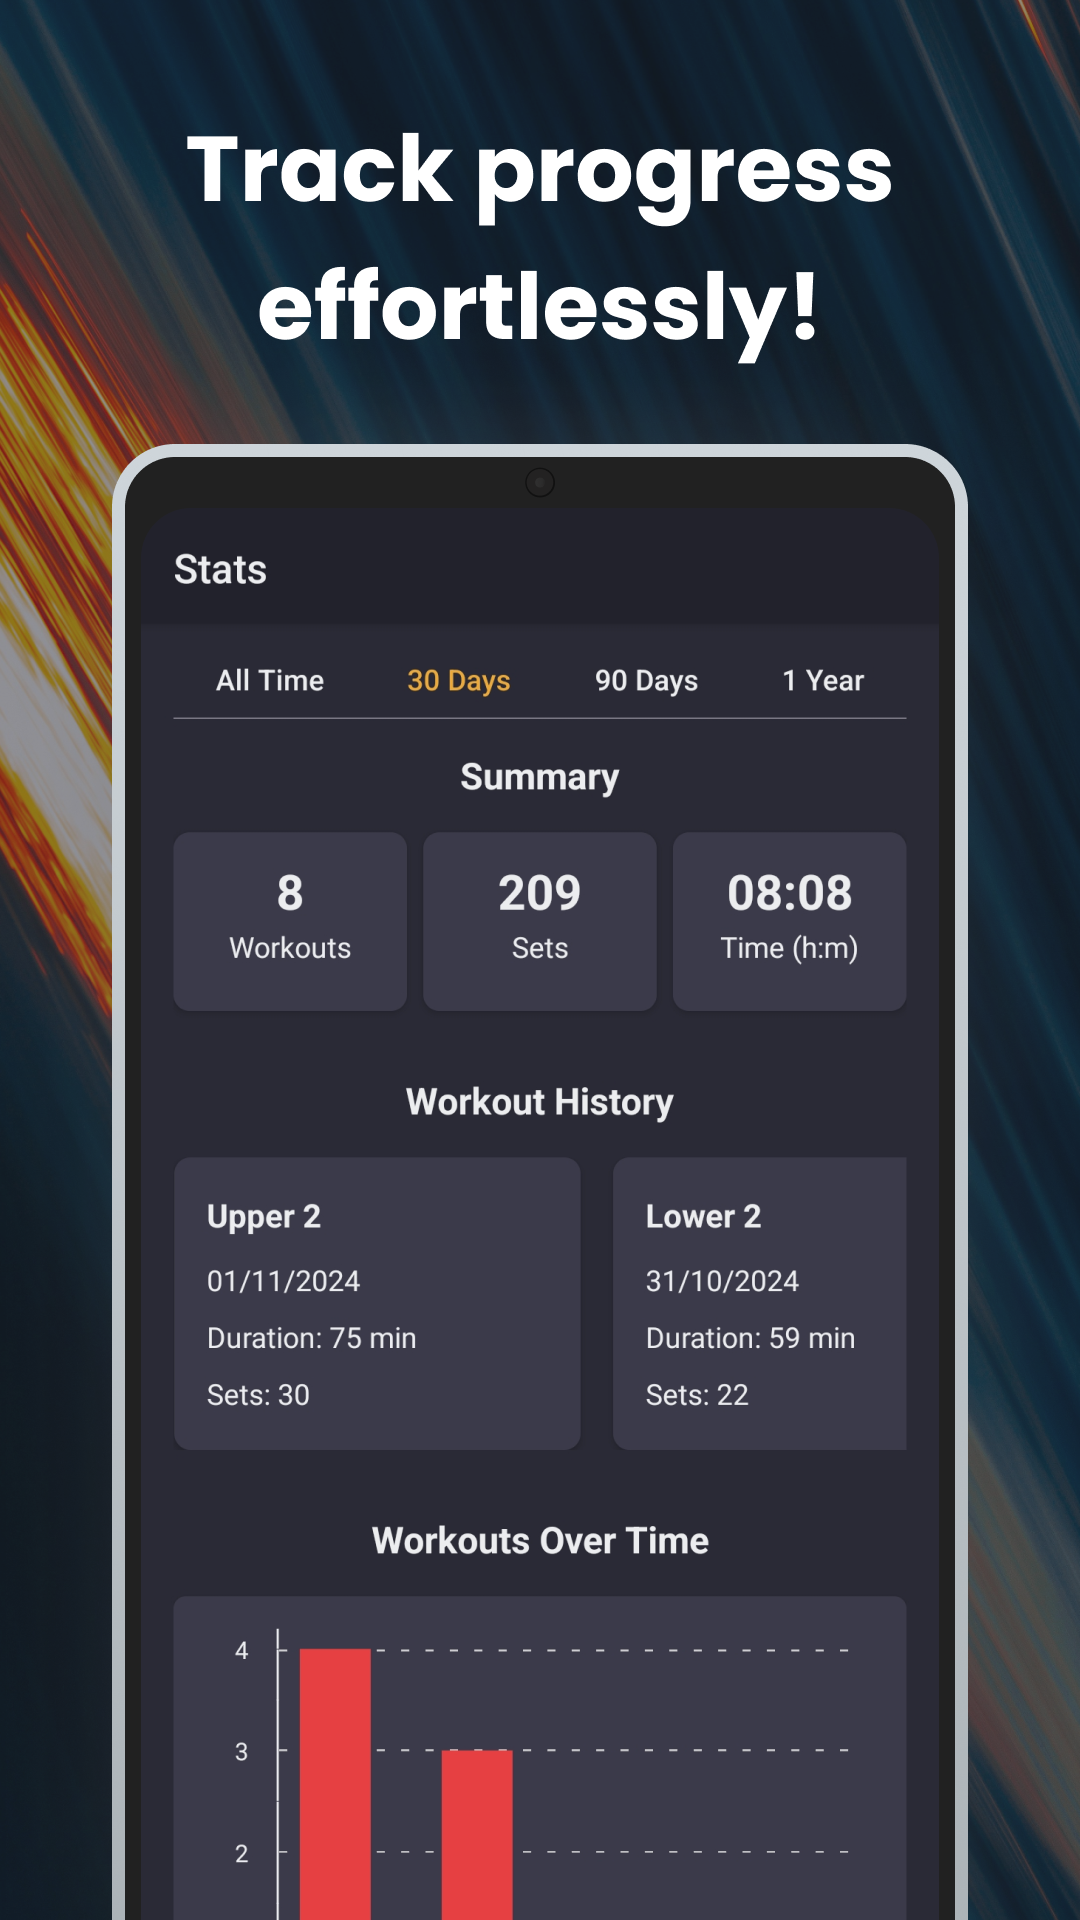 Track progress
effortlessly!
Stats
All Time 30 Days 90 Days 1 Year
Summary
8 209 08:08
Workouts Sets Time (h:m)
Workout History
Upper 2
01/11/2024
Duration: 75 min
Sets: 30
Lower 2
31/10/2024
Duration: 59 min
Sets: 22
Workouts Over Time
4
3
2